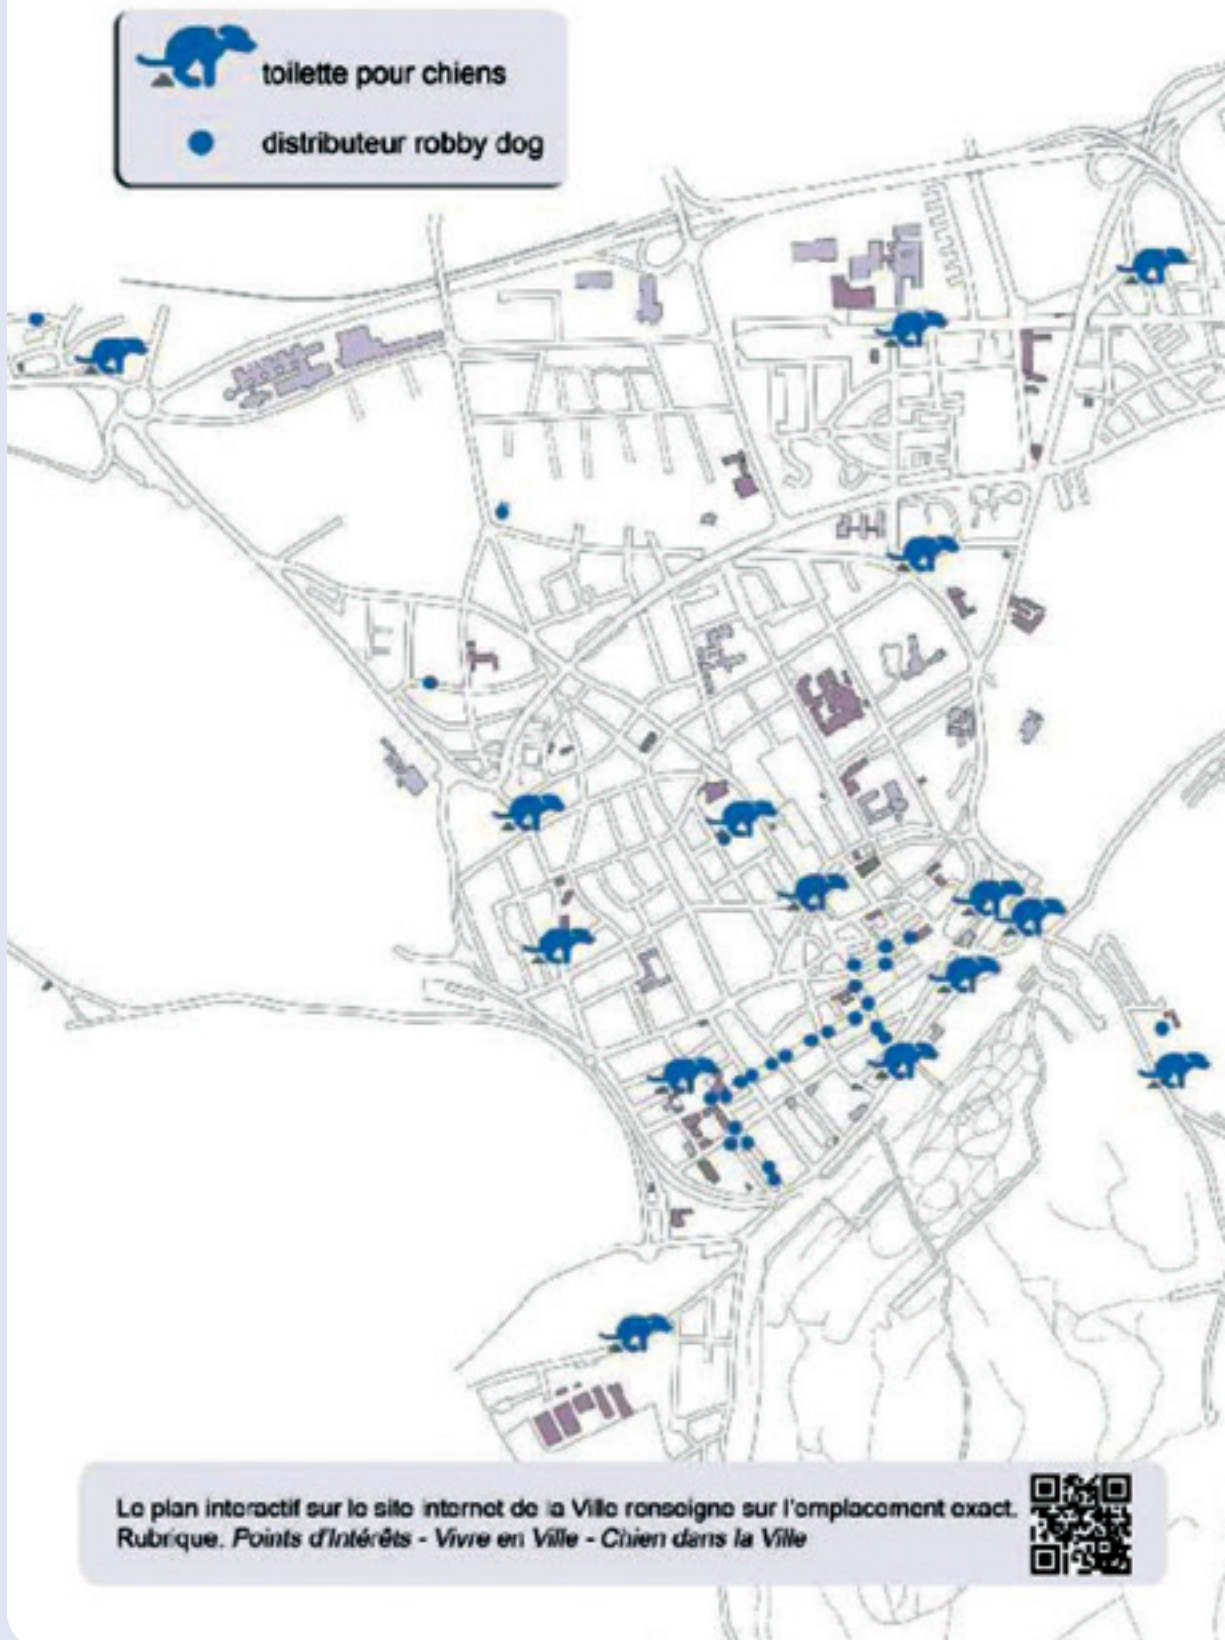 toilette pour chiens
distributeur robby dog
Le plan interactif sur le site internet de la Ville renseigne sur l'emplacement exact.
Rubrique. Points d'Intérêts - Vivre en Ville - Chien dans la Ville